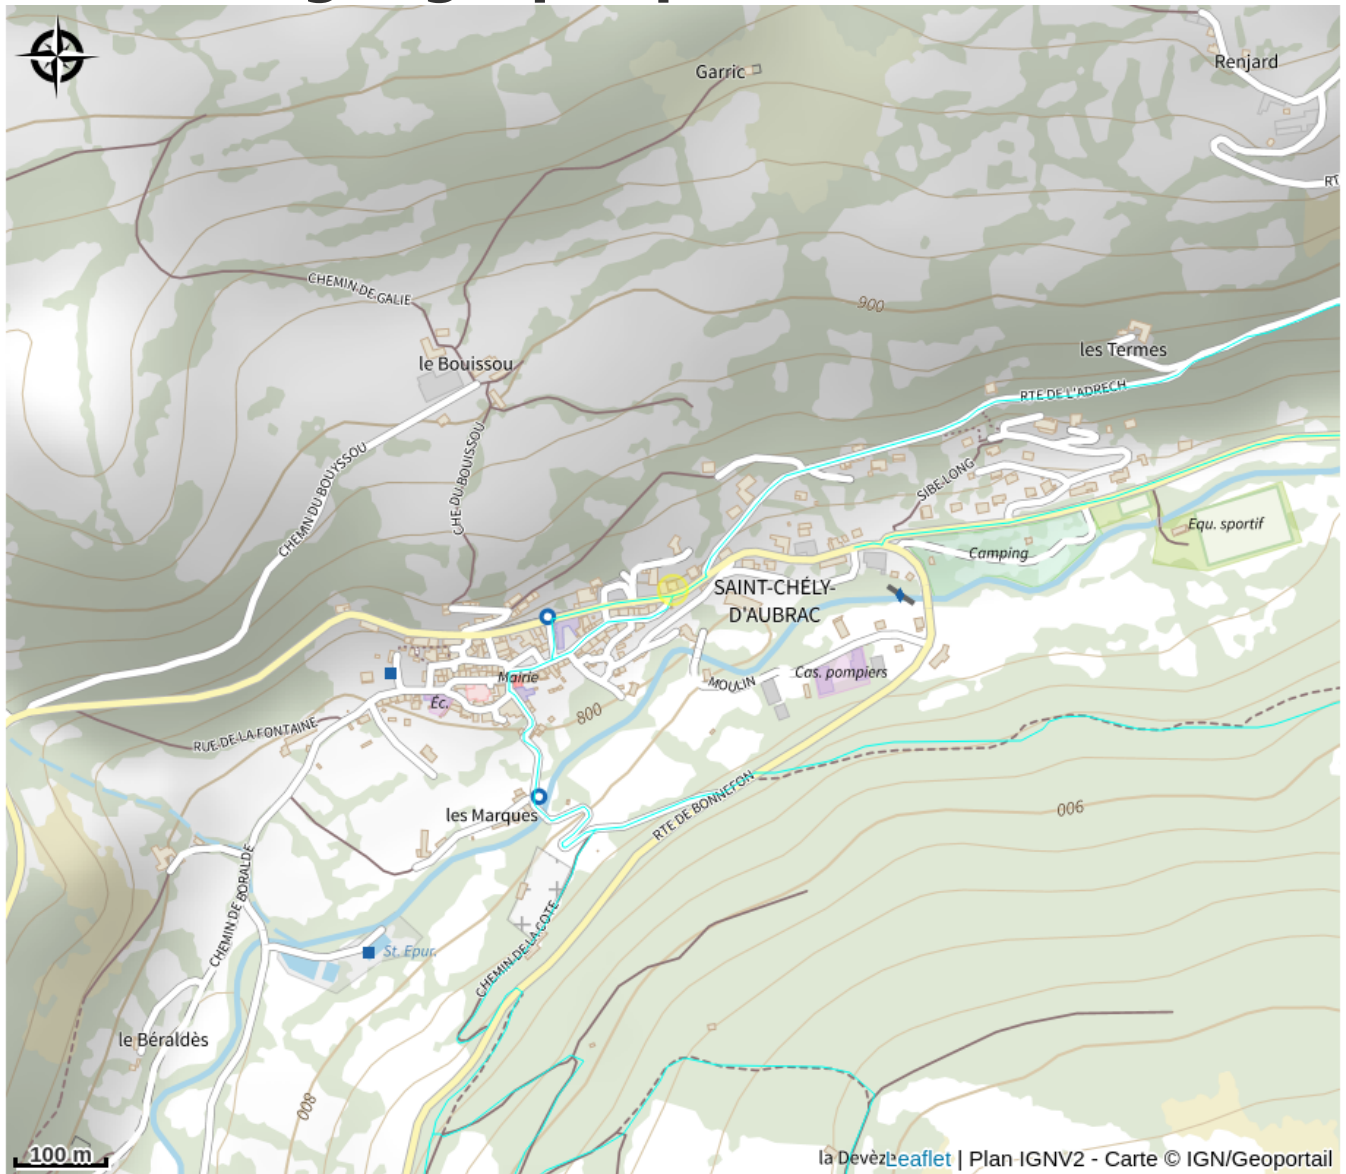 Garric
Renjard
RT
CHEMIN DE GALIE
900
le Bouissou
les Termes
RTE DE L'ADRECH
CHEMIN DU BOUYSSOU
CHE DU BOUISSOU
SIBE-LONG
Equ. sportif
Camping
SAINT-CHÉLY-
D'AUBRAC
Mairie
Cas. pompiers
MOULIN
Éc.
800
RUE DE LA FONTAINE
les Marques
RTE DE BONNEFON
900
CHEMIN DE BORALDE
CHEMIN DE LA COTE
St. Epur.
le Béraldès
800
100 m
la Devèze
Leaflet | Plan IGNV2 - Carte © IGN/Geoportail